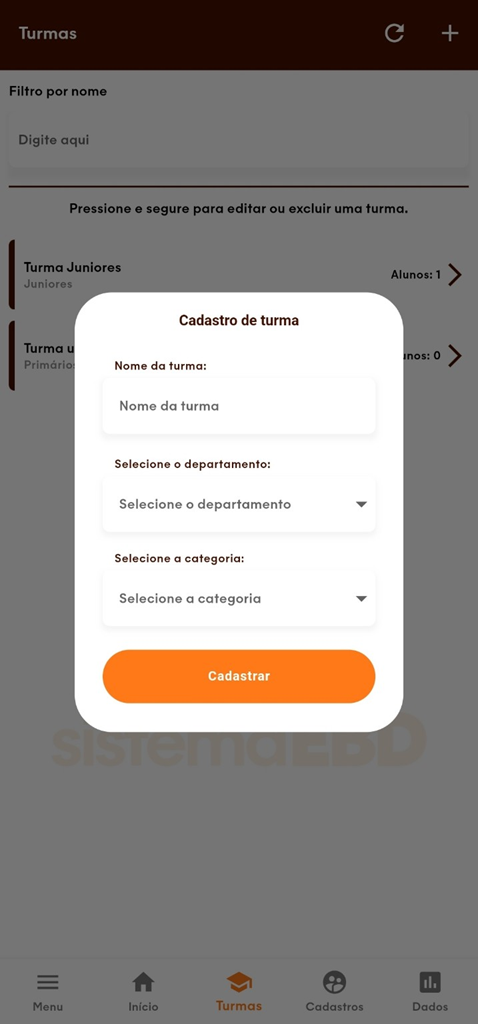 Turmas
Filtro por nome
Digite aqui
Pressione e segure para editar ou excluir uma turma.
Turma Juniores
Juniores
Alunos: 1
Turma u
Primários
unos: 0
Cadastro de turma
Nome da turma:
Nome da turma
Selecione o departamento:
Selecione o departamento
Selecione a categoria:
Selecione a categoria
Cadastrar
sistemaEBD
Menu
Início
Turmas
Cadastros
Dados